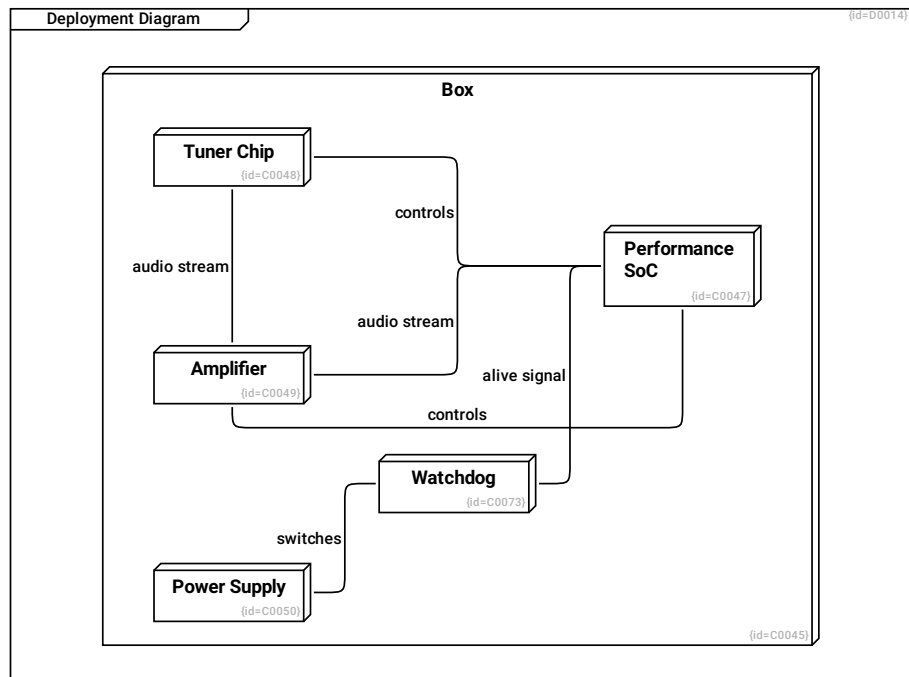 Deployment Diagram
{id=D0014}
Box
Tuner Chip
{id=C0048}
controls
Performance
SoC
{id=C0047}
audio stream
audio stream
Amplifier
{id=C0049}
alive signal
controls
Watchdog
{id=C0073}
switches
Power Supply
{id=C0050}
{id=C0045}